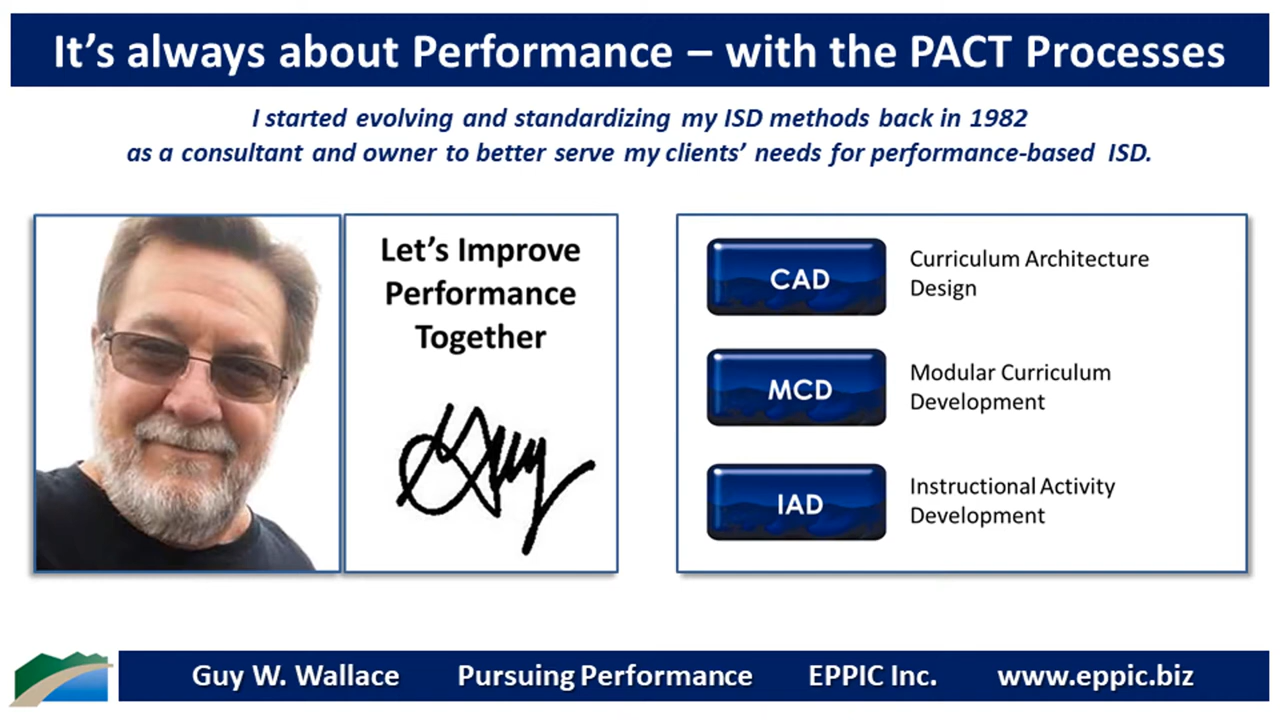 It’s always about Performance – with the PACT Processes
I started evolving and standardizing my ISD methods back in 1982
as a consultant and owner to better serve my clients’ needs for performance-based ISD.
Let’s Improve
Performance
Together
Guy
CAD
Curriculum Architecture
Design
MCD
Modular Curriculum
Development
IAD
Instructional Activity
Development
Guy W. Wallace Pursuing Performance EPPIC Inc. www.eppic.biz